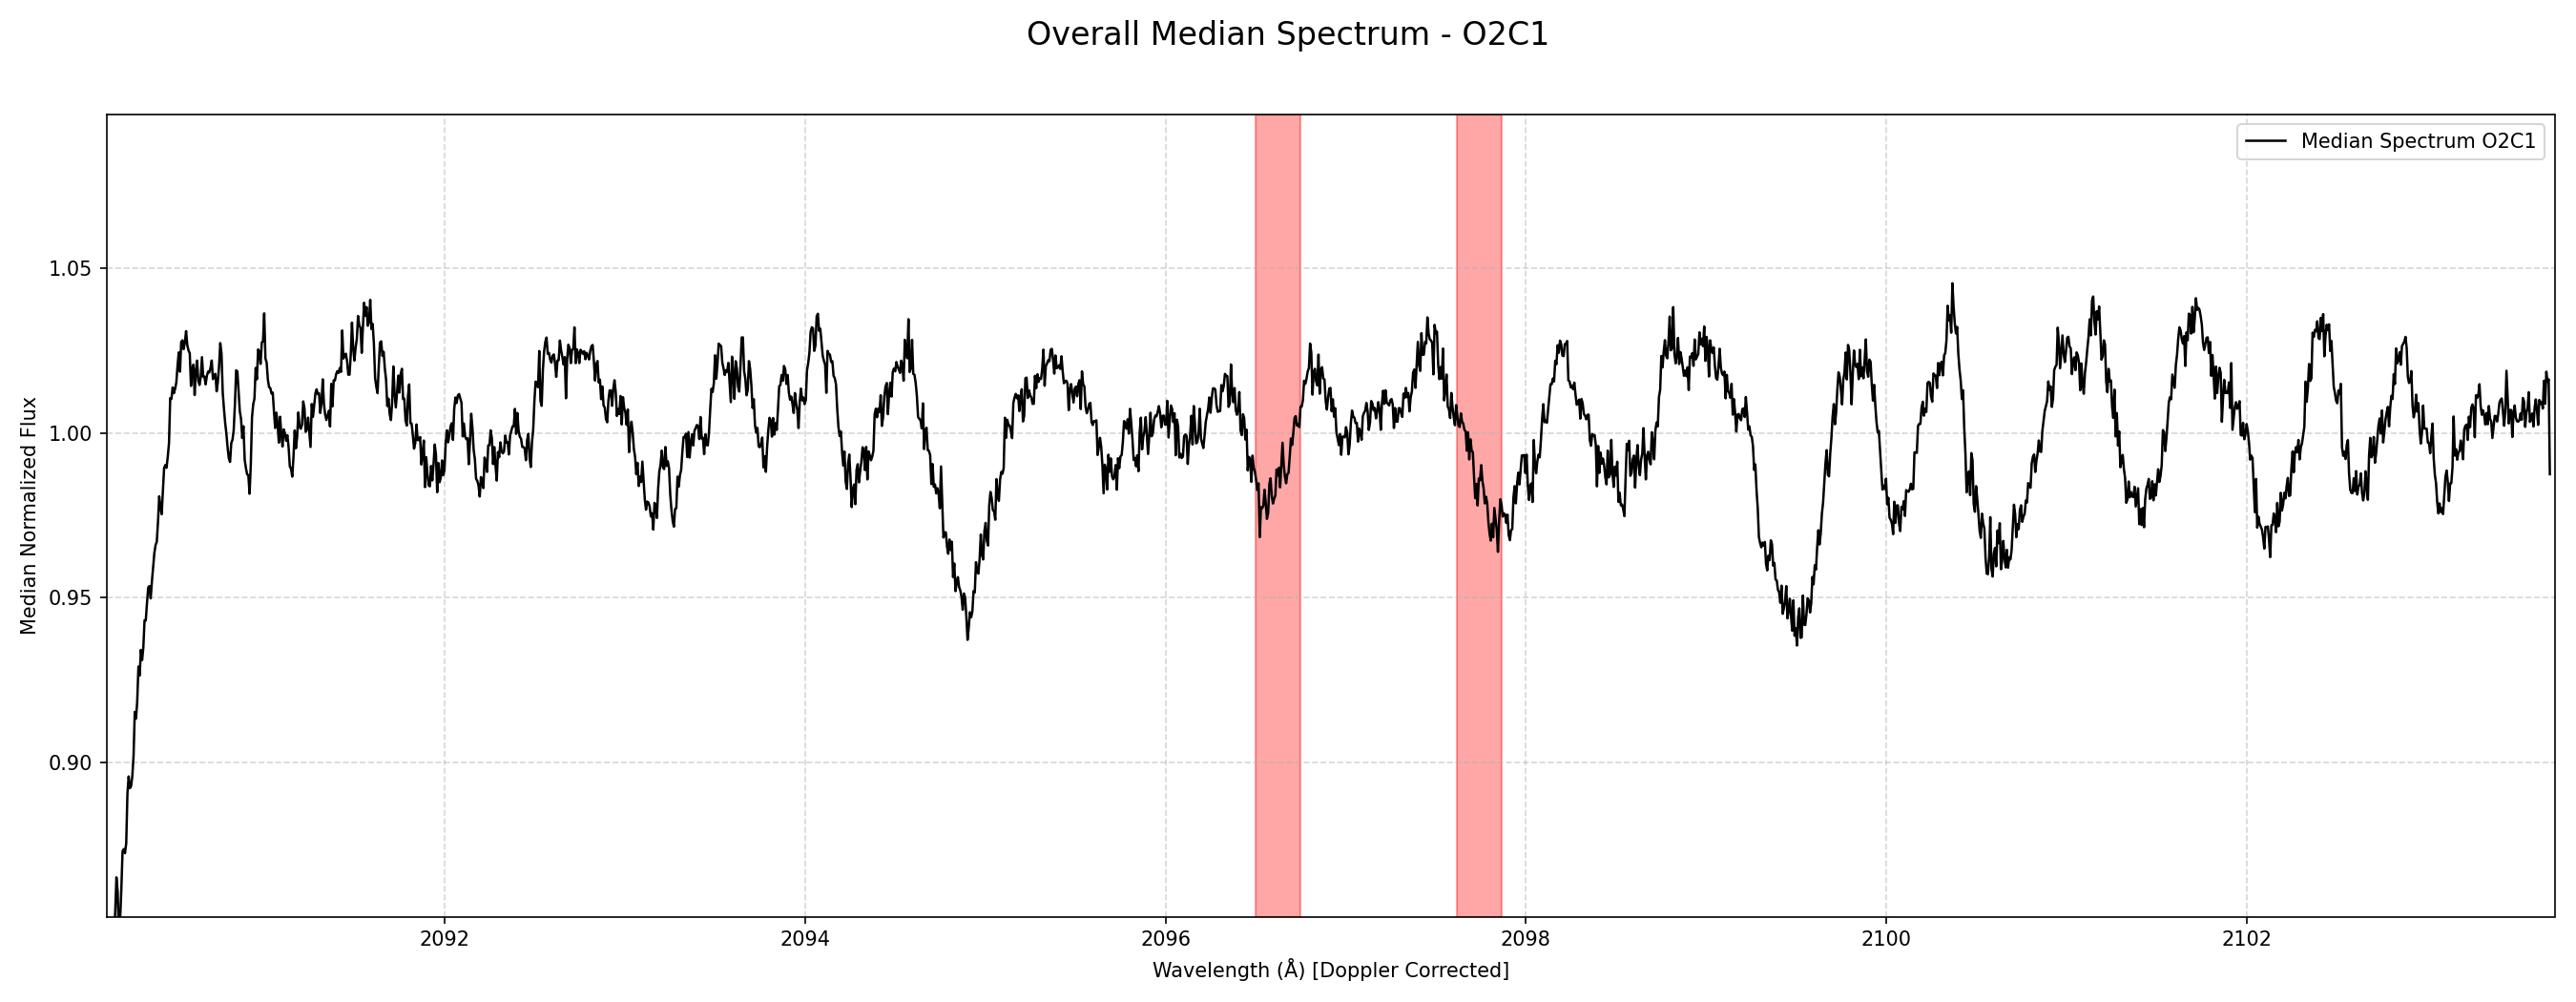 Overall Median Spectrum - O2C1
Median Spectrum O2C1
Median Normalized Flux
1.05
1.00
0.95
0.90
2092 2094 2096 2098 2100 2102
Wavelength (Å) [Doppler Corrected]